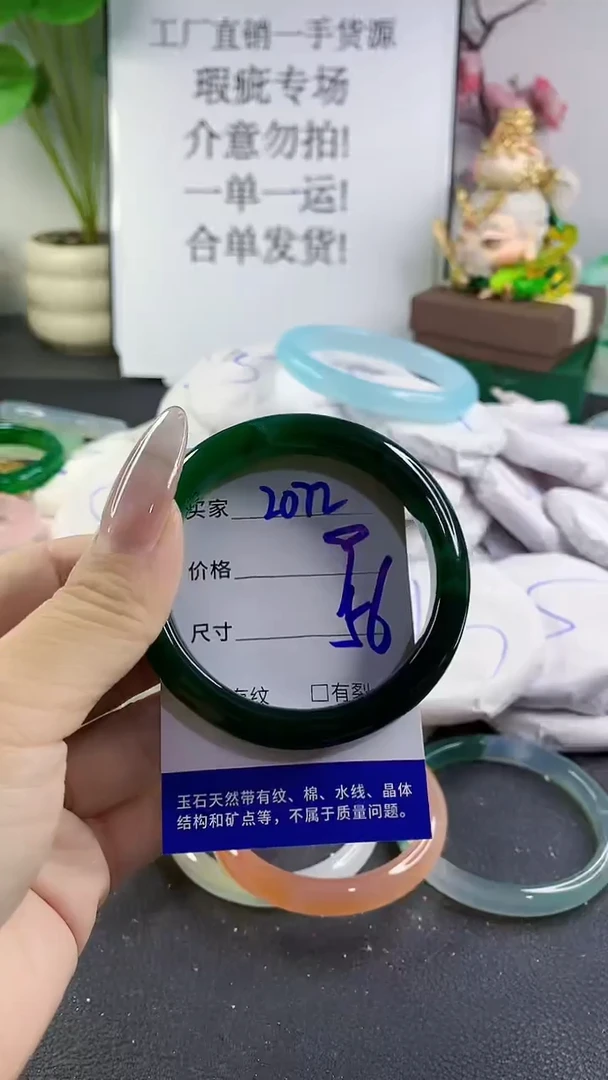 工厂直销一手货源
瑕疵专场
介意勿拍!
一单一运!
合单发货!
卖家
价格
尺寸 56
有纹 □有裂
玉石天然带有纹、棉、水线、晶体
结构和矿点等，不属于质量问题。